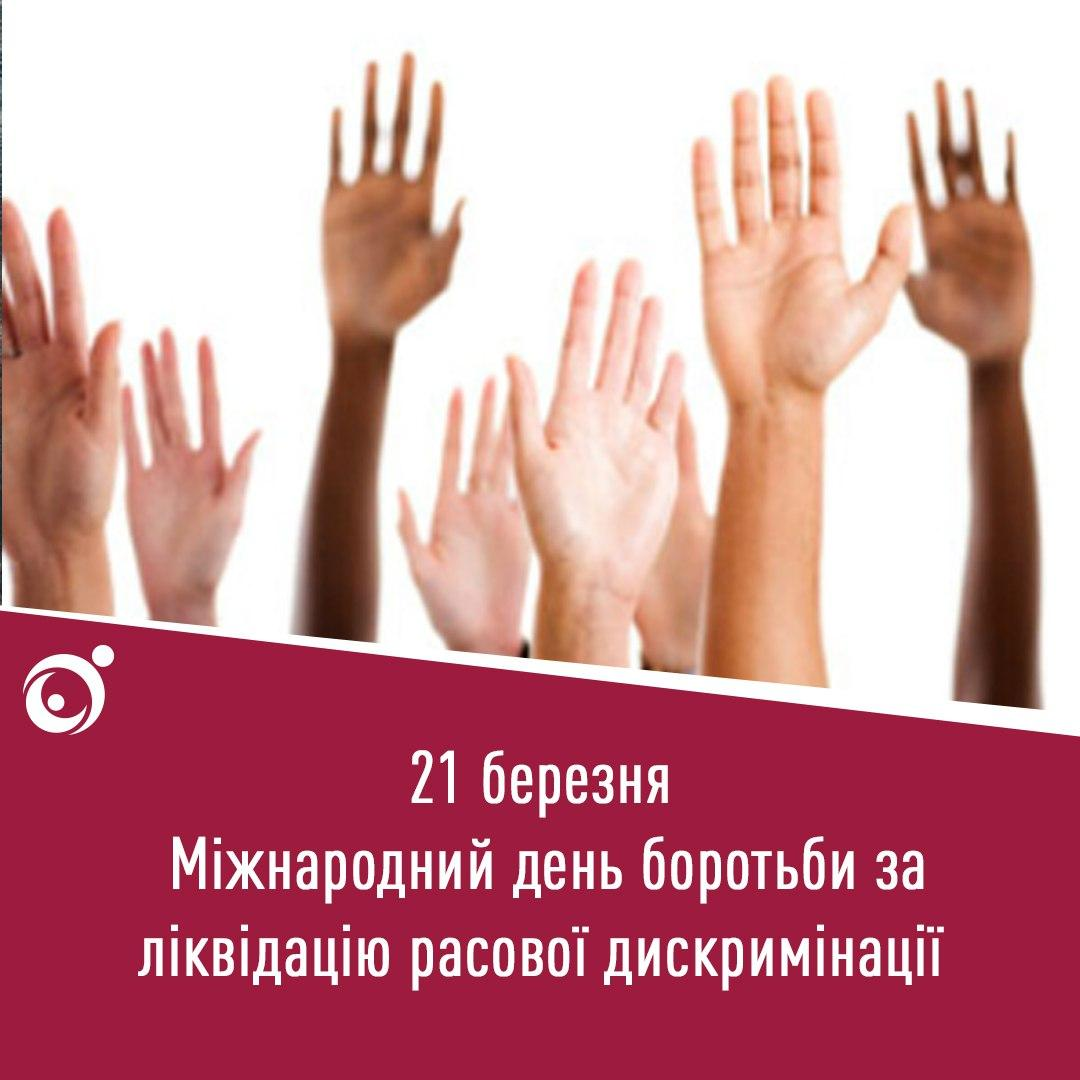 21 березня
Міжнародний день боротьби за
ліквідацію расової дискримінації